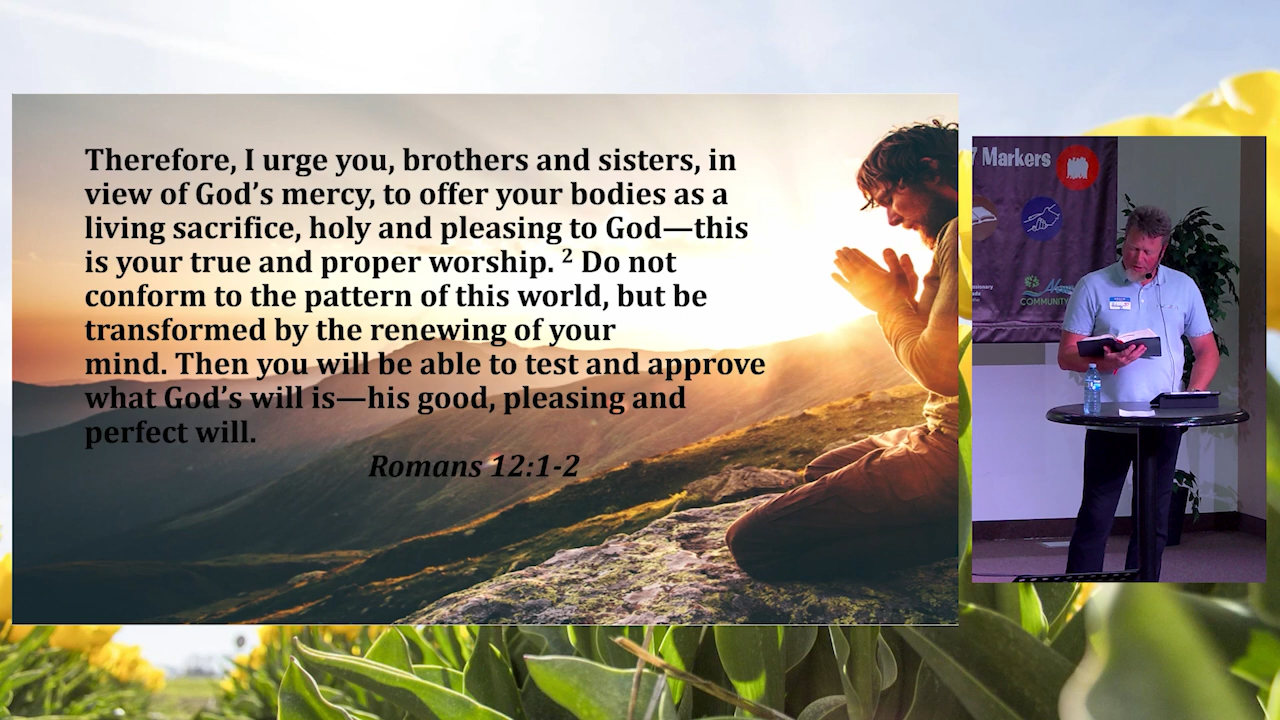 Therefore, I urge you, brothers and sisters, in
view of God’s mercy, to offer your bodies as a
living sacrifice, holy and pleasing to God—this
is your true and proper worship. ² Do not
conform to the pattern of this world, but be
transformed by the renewing of your
mind. Then you will be able to test and approve
what God’s will is—his good, pleasing and
perfect will.
Romans 12:1-2
7 Markers
COMMUNITY